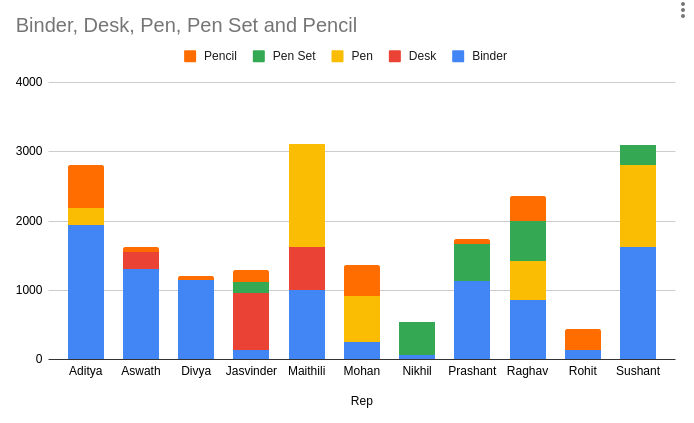 Binder, Desk, Pen, Pen Set and Pencil
Pencil Pen Set Pen Desk Binder
4000
3000
2000
1000
0
Aditya Aswath Divya Jasvinder Maithili Mohan Nikhil Prashant Raghav Rohit Sushant
Rep